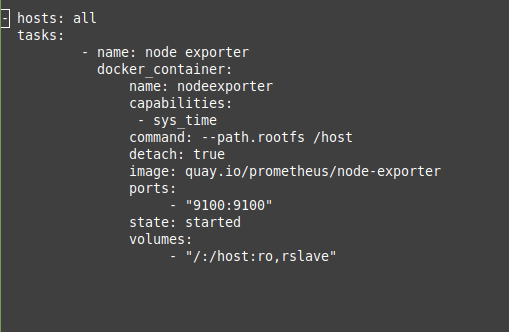 - hosts: all
  tasks:
          - name: node exporter
            docker_container:
                name: nodeexporter
                capabilities:
                 - sys_time
                command: --path.rootfs /host
                detach: true
                image: quay.io/prometheus/node-exporter
                ports:
                     - "9100:9100"
                state: started
                volumes:
                     - "/:/host:ro,rslave"